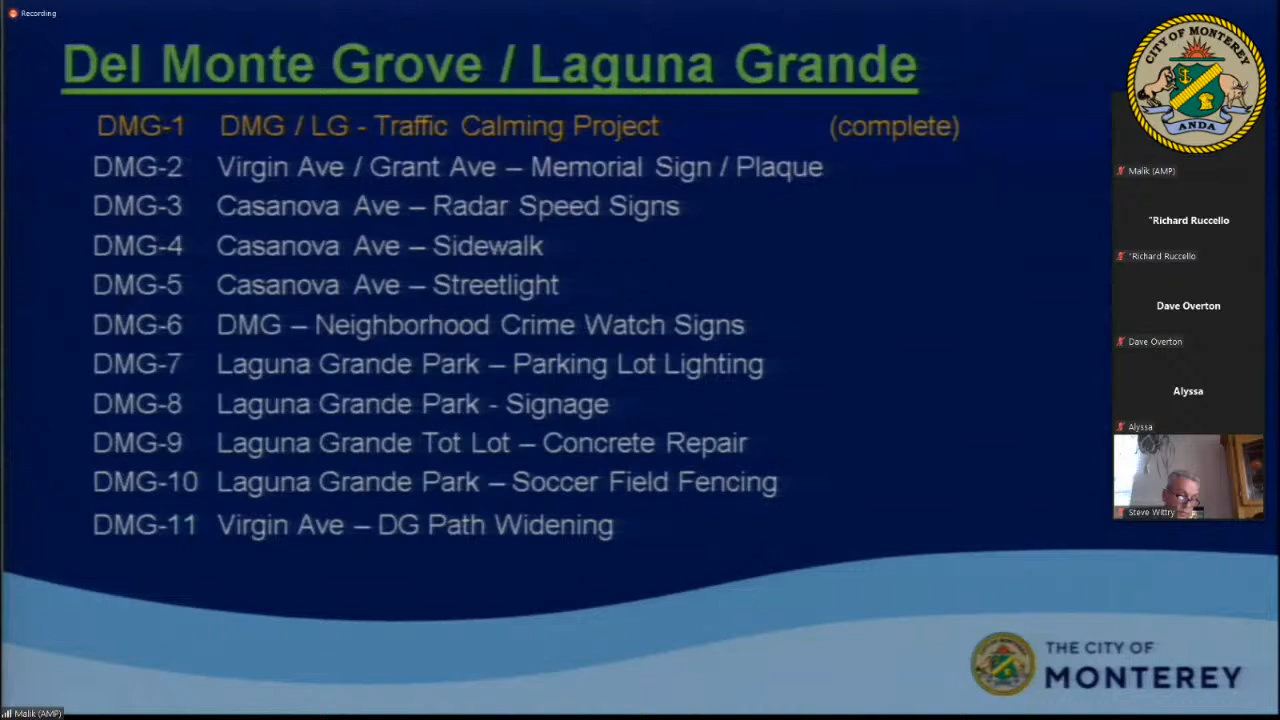 Recording
Del Monte Grove / Laguna Grande
DMG-1 DMG / LG - Traffic Calming Project (complete)
DMG-2 Virgin Ave / Grant Ave – Memorial Sign / Plaque
DMG-3 Casanova Ave – Radar Speed Signs
DMG-4 Casanova Ave – Sidewalk
DMG-5 Casanova Ave – Streetlight
DMG-6 DMG – Neighborhood Crime Watch Signs
DMG-7 Laguna Grande Park – Parking Lot Lighting
DMG-8 Laguna Grande Park - Signage
DMG-9 Laguna Grande Tot Lot – Concrete Repair
DMG-10 Laguna Grande Park – Soccer Field Fencing
DMG-11 Virgin Ave – DG Path Widening
CITY OF MONTEREY
ANDA
Malik (AMP)
"Richard Ruccello
"Richard Ruccello
Dave Overton
Dave Overton
Alyssa
Alyssa
Steve Wittry
THE CITY OF
MONTEREY
Malik (AMP)